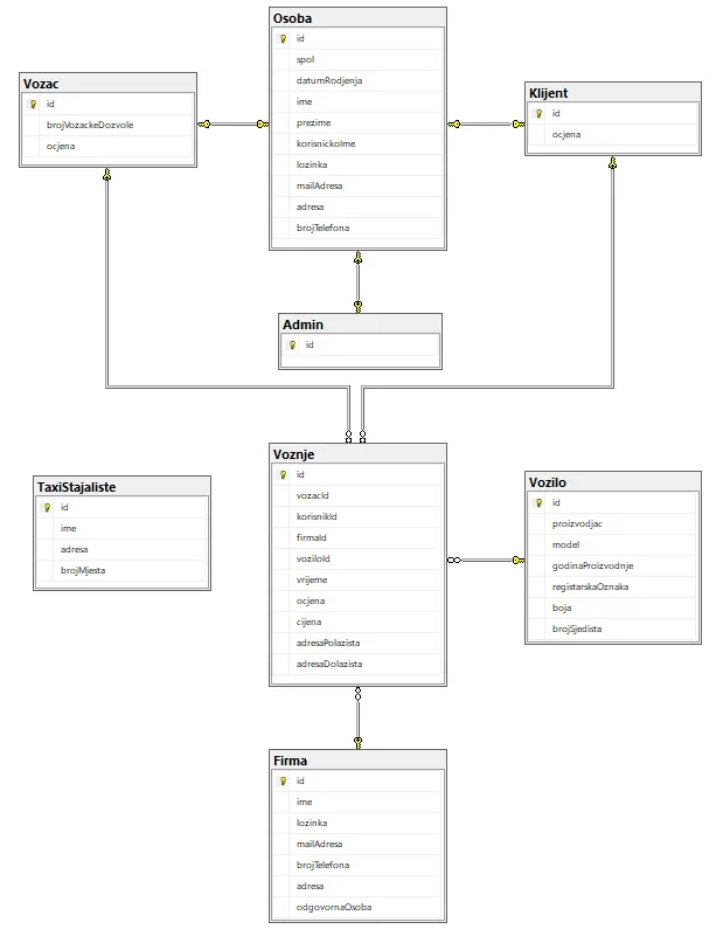 Osoba
id
spol
datumRodjenja
ime
prezime
korisnickoIme
lozinka
mailAdresa
adresa
brojTelefona
Vozac
id
brojVozackeDozvole
ocjena
Klijent
id
ocjena
Admin
id
Voznje
id
vozacId
korisnikId
firmaId
voziloId
vrijeme
ocjena
cijena
adresaPolazista
adresaDolazista
TaxiStajaliste
id
ime
adresa
brojMjesta
Vozilo
id
proizvodjac
model
godinaProizvodnje
registarskaOznaka
boja
brojSjedista
Firma
id
ime
lozinka
mailAdresa
brojTelefona
adresa
odgovornaOsoba